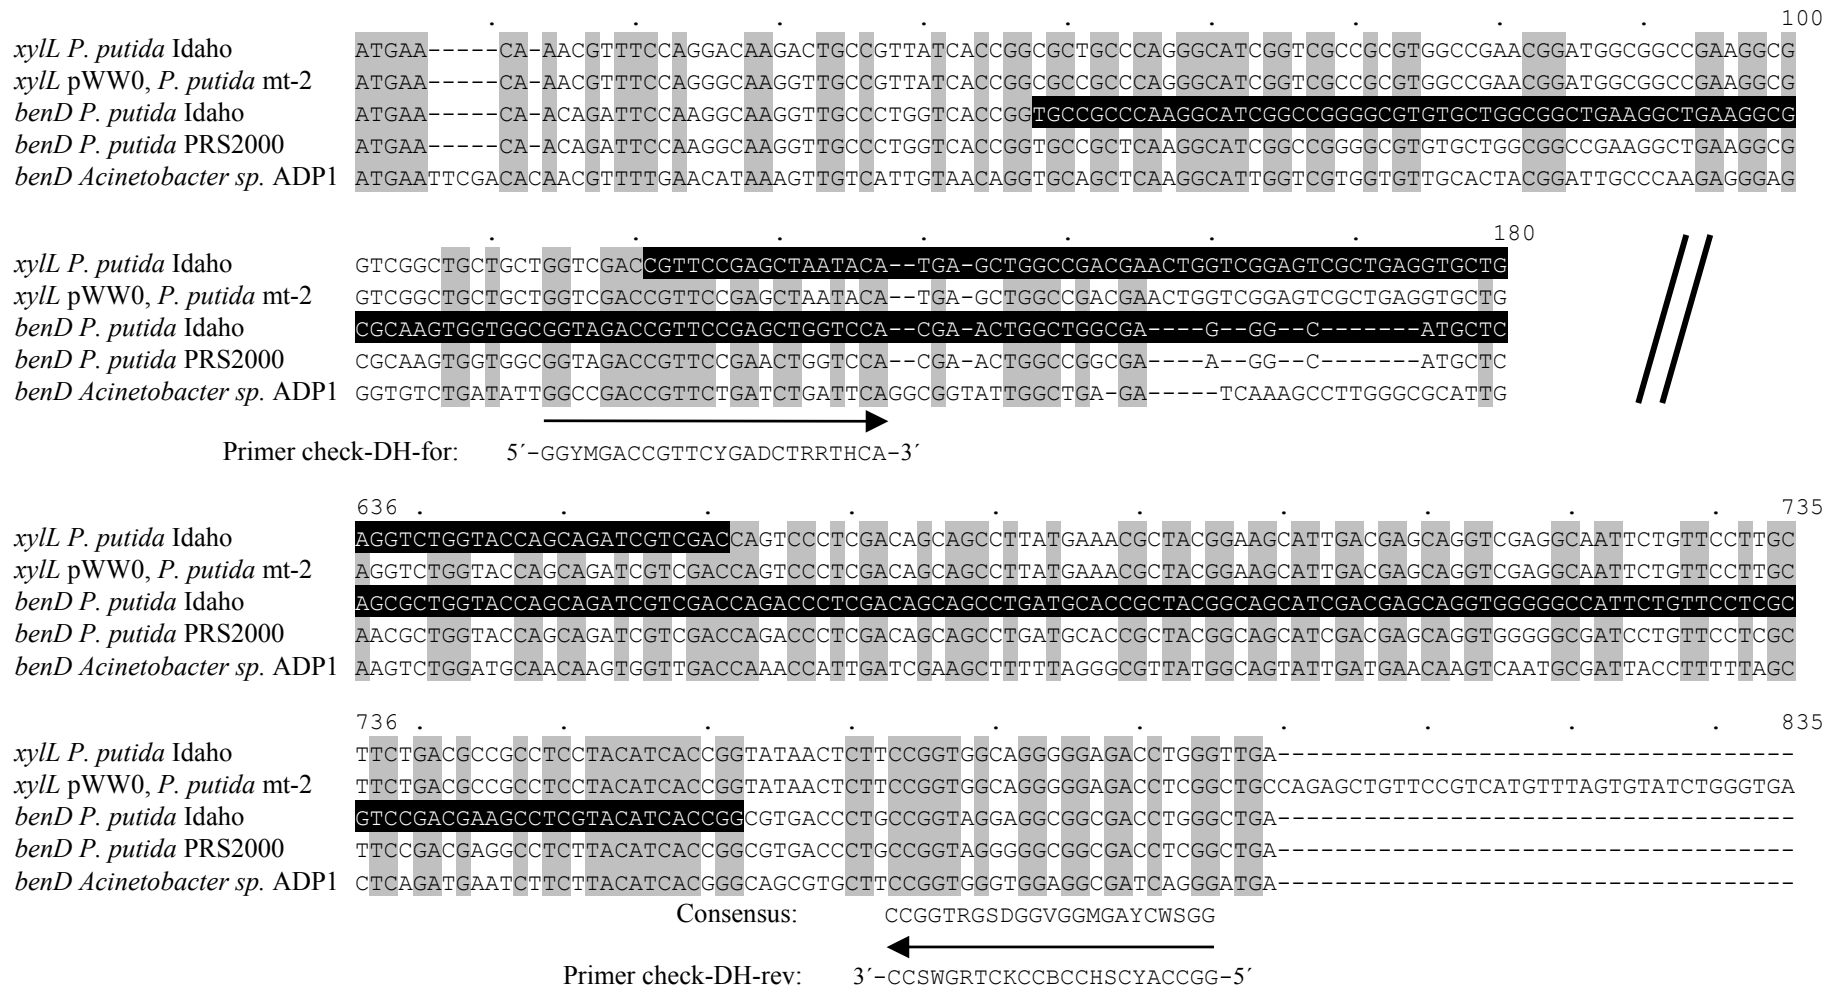 100
xylL P. putida Idaho ATGAA-----CA-AACGTTTCCAGGACAAGACTGCCGTTATCACCGGCGCTGCCCAGGGCATCGGTCGCCGCGTGGCCGAACGGATGGCGGCCGAAGGCG
xylL pWW0, P. putida mt-2 ATGAA-----CA-AACGTTTCCAGGGCAAGGTTGCCGTTATCACCGGCGCCGCCCAGGGCATCGGTCGCCGCGTGGCCGAACGGATGGCGGCCGAAGGCG
benD P. putida Idaho ATGAA-----CA-ACAGATTCCAAGGCAAGGTTGCCCTGGTCACCGGTGCCGCCCAAGGCATCGGCCGGGGCGTGTGCTGGCGGCTGAAGGCTGAAGGCG
benD P. putida PRS2000 ATGAA-----CA-ACAGATTCCAAGGCAAGGTTGCCCTGGTCACCGGTGCCGCTCAAGGCATCGGCCGGGGCGTGTGCTGGCGGCCGAAGGCTGAAGGCG
benD Acinetobacter sp. ADP1 ATGAATTCGACACAACGTTTTGAACATAAAGTTGTCATTGTAACAGGTGCAGCTCAAGGCATTGGTCGTGGTGTTGCACTACGGATTGCCCAAGAGGGAG
180
xylL P. putida Idaho GTCGGCTGCTGCTGGTCGACCGTTCCGAGCTAATACA--TGA-GCTGGCCGACGAACTGGTCGGAGTCGCTGAGGTGCTG
xylL pWW0, P. putida mt-2 GTCGGCTGCTGCTGGTCGACCGTTCCGAGCTAATACA--TGA-GCTGGCCGACGAACTGGTCGGAGTCGCTGAGGTGCTG
benD P. putida Idaho CGCAAGTGGTGGCGGTAGACCGTTCCGAGCTGGTCCA--CGA-ACTGGCTGGCGA----G--GG--C-------ATGCTC
benD P. putida PRS2000 CGCAAGTGGTGGCGGTAGACCGTTCCGAACTGGTCCA--CGA-ACTGGCCGGCGA----A--GG--C-------ATGCTC
benD Acinetobacter sp. ADP1 GGTGTCTGATATTGGCCGACCGTTCTGATCTGATTCAGGCGGTATTGGCTGA-GA-----TCAAAGCCTTGGGCGCATTG
Primer check-DH-for: 5´-GGYMGACCGTTCYGADCTRRTHCA-3´
636 735
xylL P. putida Idaho AGGTCTGGTACCAGCAGATCGTCGACCAGTCCCTCGACAGCAGCCTTATGAAACGCTACGGAAGCATTGACGAGCAGGTCGAGGCAATTCTGTTCCTTGC
xylL pWW0, P. putida mt-2 AGGTCTGGTACCAGCAGATCGTCGACCAGTCCCTCGACAGCAGCCTTATGAAACGCTACGGAAGCATTGACGAGCAGGTCGAGGCAATTCTGTTCCTTGC
benD P. putida Idaho AGCGCTGGTACCAGCAGATCGTCGACCAGACCCTCGACAGCAGCCTGATGCACCGCTACGGCAGCATCGACGAGCAGGTGGGGGCCATTCTGTTCCTCGC
benD P. putida PRS2000 AACGCTGGTACCAGCAGATCGTCGACCAGACCCTCGACAGCAGCCTGATGCACCGCTACGGCAGCATCGACGAGCAGGTGGGGGCGATCCTGTTCCTCGC
benD Acinetobacter sp. ADP1 AAGTCTGGATGCAACAAGTGGTTGACCAAACCATTGATCGAAGCTTTTTAGGGCGTTATGGCAGTATTGATGAACAAGTCAATGCGATTACCTTTTTAGC
736 835
xylL P. putida Idaho TTCTGACGCCGCCTCCTACATCACCGGTATAACTCTTCCGGTGGCAGGGGGAGACCTGGGTTGA------------------------------------
xylL pWW0, P. putida mt-2 TTCTGACGCCGCCTCCTACATCACCGGTATAACTCTTCCGGTGGCAGGGGGAGACCTCGGCTGCCAGAGCTGTTCCGTCATGTTTAGTGTATCTGGGTGA
benD P. putida Idaho GTCCGACGAAGCCTCGTACATCACCGGCGTGACCCTGCCGGTAGGAGGCGGCGACCTGGGCTGA------------------------------------
benD P. putida PRS2000 TTCCGACGAGGCCTCTTACATCACCGGCGTGACCCTGCCGGTAGGGGGCGGCGACCTCGGCTGA------------------------------------
benD Acinetobacter sp. ADP1 CTCAGATGAATCTTCTTACATCACGGGCAGCGTGCTTCCGGTGGGTGGAGGCGATCAGGGATGA------------------------------------
Consensus: CCGGTRGSDGGVGGMGAYCWSGG
Primer check-DH-rev: 3´-CCSWGRTCKCCBCCHSCYACCGG-5´